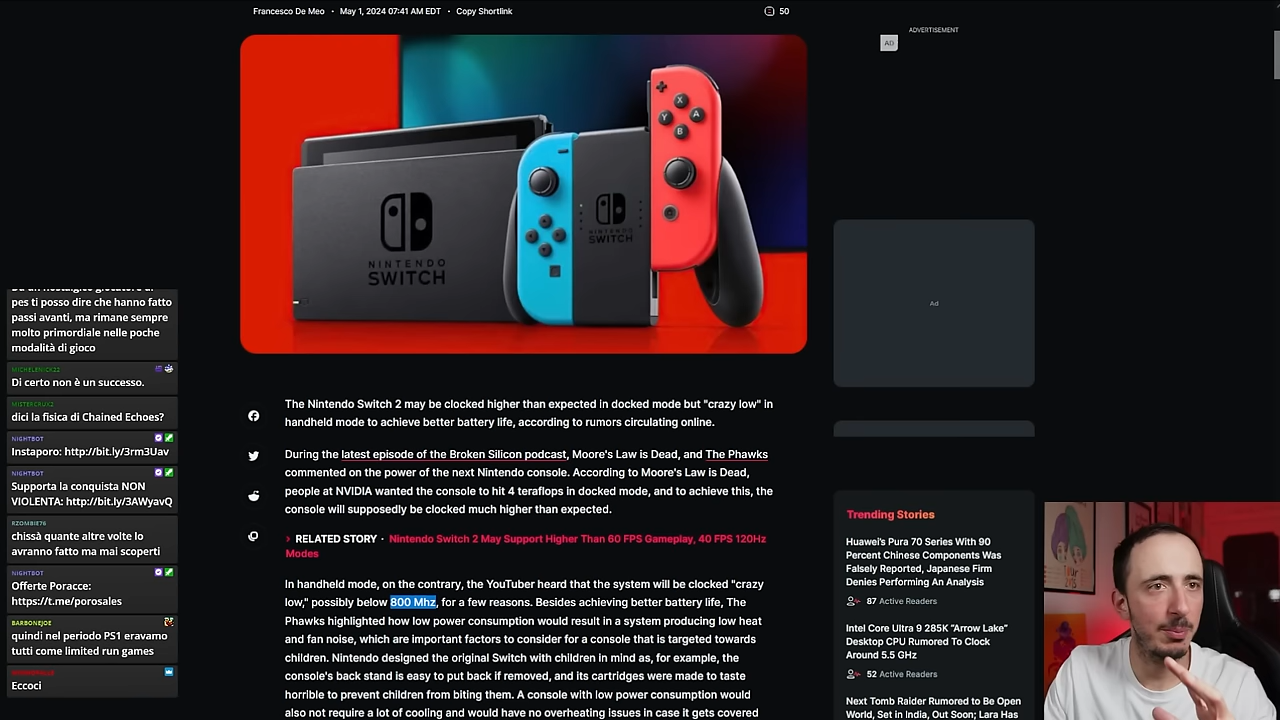 Francesco De Meo • May 1, 2024 07:41 AM EDT • Copy Shortlink
50
ADVERTISEMENT
AD
NINTENDO
SWITCH
NINTENDO
SWITCH
X
Y
A
B
Ad
pes ti posso dire che hanno fatto
passi avanti, ma rimane sempre
molto primordiale nelle poche
modalità di gioco
Di certo non è un successo.
dici la fisica di Chained Echoes?
NIGHTBOT
Instaporo: http://bit.ly/3rm3Uav
NIGHTBOT
Supporta la conquista NON
VIOLENTA: http://bit.ly/3AWyavQ
RZOMBIE76
chissà quante altre volte lo
avranno fatto ma mai scoperti
NIGHTBOT
Offerte Poracce:
https://t.me/porosales
BARBONEJOE
quindi nel periodo PS1 eravamo
tutti come limited run games
Eccoci
The Nintendo Switch 2 may be clocked higher than expected in docked mode but "crazy low" in
handheld mode to achieve better battery life, according to rumors circulating online.
During the latest episode of the Broken Silicon podcast, Moore's Law is Dead, and The Phawks
commented on the power of the next Nintendo console. According to Moore's Law is Dead,
people at NVIDIA wanted the console to hit 4 teraflops in docked mode, and to achieve this, the
console will supposedly be clocked much higher than expected.
› RELATED STORY • Nintendo Switch 2 May Support Higher Than 60 FPS Gameplay, 40 FPS 120Hz
Modes
In handheld mode, on the contrary, the YouTuber heard that the system will be clocked "crazy
low," possibly below 800 Mhz, for a few reasons. Besides achieving better battery life, The
Phawks highlighted how low power consumption would result in a system producing low heat
and fan noise, which are important factors to consider for a console that is targeted towards
children. Nintendo designed the original Switch with children in mind as, for example, the
console's back stand is easy to put back if removed, and its cartridges were made to taste
horrible to prevent children from biting them. A console with low power consumption would
also not require a lot of cooling and would have no overheating issues in case it gets covered
Trending Stories
Huawei's Pura 70 Series With 90
Percent Chinese Components Was
Falsely Reported, Japanese Firm
Denies Performing An Analysis
87 Active Readers
Intel Core Ultra 9 285K "Arrow Lake"
Desktop CPU Rumored To Clock
Around 5.5 GHz
52 Active Readers
Next Tomb Raider Rumored to Be Open
World, Set in India, Out Soon; Lara Has